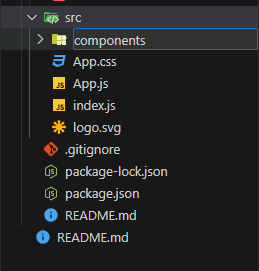 src
components
App.css
App.js
index.js
logo.svg
.gitignore
package-lock.json
package.json
README.md
README.md